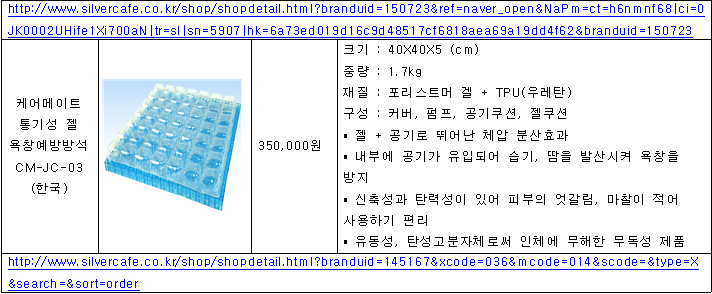 http://www.silvercafe.co.kr/shop/shopdetail.html?branduid=150723&ref=naver_open&NaPm=ct=h6nmnf68|ci=0
JK0002UHife1Xi700aN|tr=sl|sn=5907|hk=6a73ed019d16c9d48517cf6818aea69a19dd4f62&branduid=150723
케어메이트
통기성 젤
욕창예방방석
CM-JC-03
(한국)
350,000원
크기 : 40X40X5 (cm)
중량 : 1.7kg
재질 : 포리스트머 겔 + TPU(우레탄)
구성 : 커버, 펌프, 공기쿠션, 젤쿠션
▪ 젤 + 공기로 뛰어난 체압 분산효과
▪ 내부에 공기가 유입되어 습기, 땀을 발산시켜 욕창을
방지
▪ 신축성과 탄력성이 있어 피부의 엇갈림, 마찰이 적어
사용하기 편리
▪ 유동성, 탄성고분자체로써 인체에 무해한 무독성 제품
http://www.silvercafe.co.kr/shop/shopdetail.html?branduid=145167&xcode=036&mcode=014&scode=&type=X
&search=&sort=order